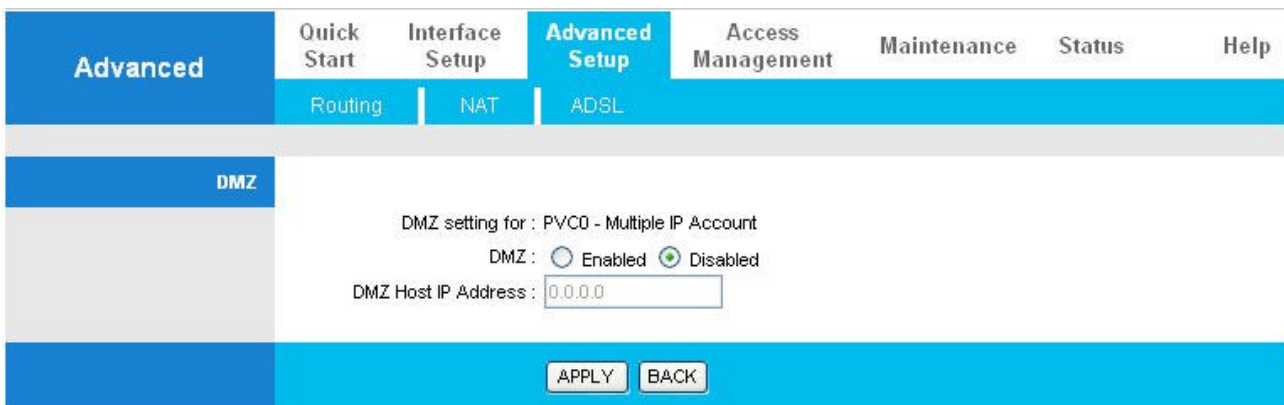 Advanced
Quick Start
Interface Setup
Advanced Setup
Access Management
Maintenance
Status
Help
Routing
NAT
ADSL
DMZ
DMZ setting for : PVC0 - Multiple IP Account
DMZ : Enabled Disabled
DMZ Host IP Address : 0.0.0.0
APPLY BACK